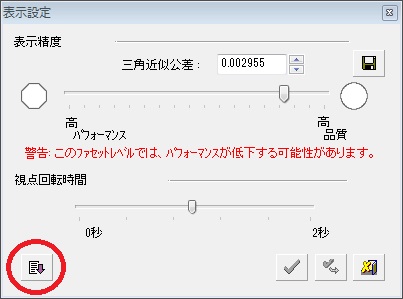 表示設定
表示精度
三角近似公差： 0.002955
高 パフォーマンス
高 品質
警告: このファセットレベルでは、パフォーマンスが低下する可能性があります。
視点回転時間
0秒 2秒